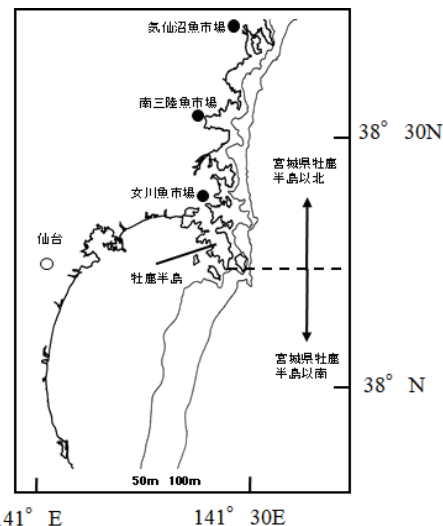 気仙沼魚市場
南三陸魚市場
38° 30N
宮城県牡鹿
半島以北
女川魚市場
仙台
牡鹿半島
宮城県牡鹿
半島以南
38° N
50m 100m
141° E
141° 30E